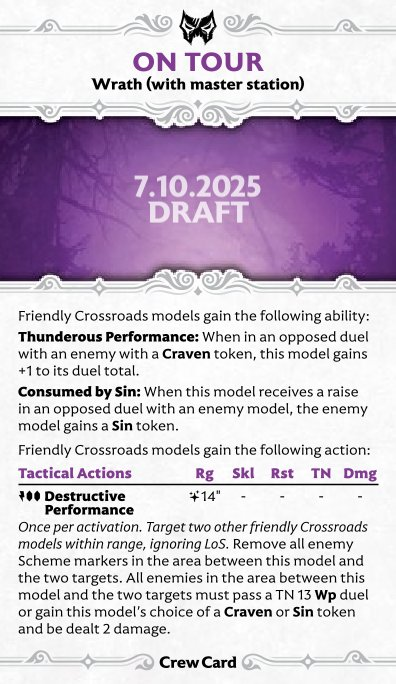 ON TOUR
Wrath (with master station)
7.10.2025
DRAFT
Friendly Crossroads models gain the following ability:
Thunderous Performance: When in an opposed duel
with an enemy with a Craven token, this model gains
+1 to its duel total.
Consumed by Sin: When this model receives a raise
in an opposed duel with an enemy model, the enemy
model gains a Sin token.
Friendly Crossroads models gain the following action:
Tactical Actions Rg Skl Rst TN Dmg
Destructive 14" - - - -
Performance
Once per activation. Target two other friendly Crossroads
models within range, ignoring LoS. Remove all enemy
Scheme markers in the area between this model and
the two targets. All enemies in the area between this
model and the two targets must pass a TN 13 Wp duel
or gain this model's choice of a Craven or Sin token
and be dealt 2 damage.
Crew Card